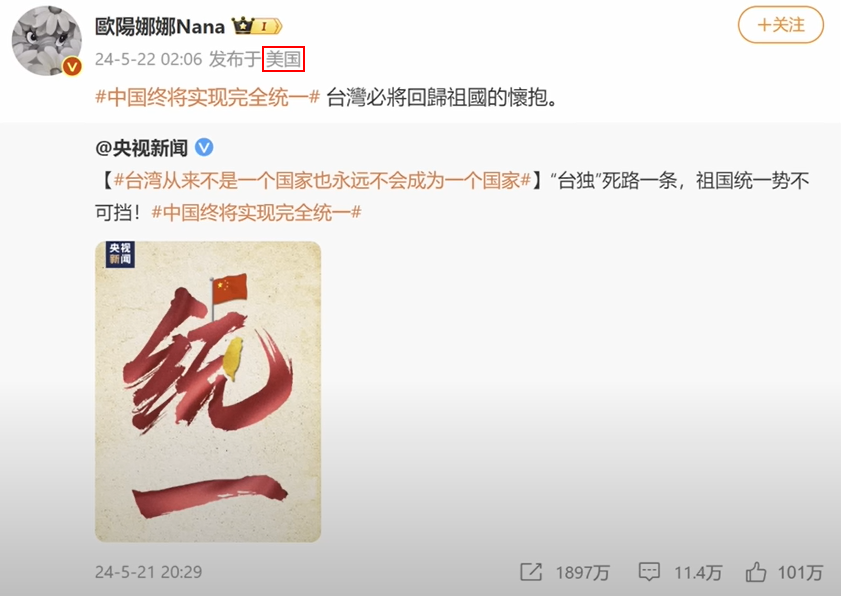 歐陽娜娜Nana
I
+关注
24-5-22 02:06 发布于 美国
#中国终将实现完全统一# 台灣必將回歸祖國的懷抱。
@央视新闻
【#台湾从来不是一个国家也永远不会成为一个国家#】“台独”死路一条，祖国统一势不
可挡！#中国终将实现完全统一#
央视
新闻
统
一
24-5-21 20:29
1897万
11.4万
101万